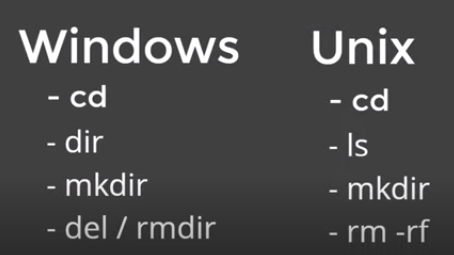 Windows
- cd
- dir
- mkdir
- del / rmdir
Unix
- cd
- ls
- mkdir
- rm -rf